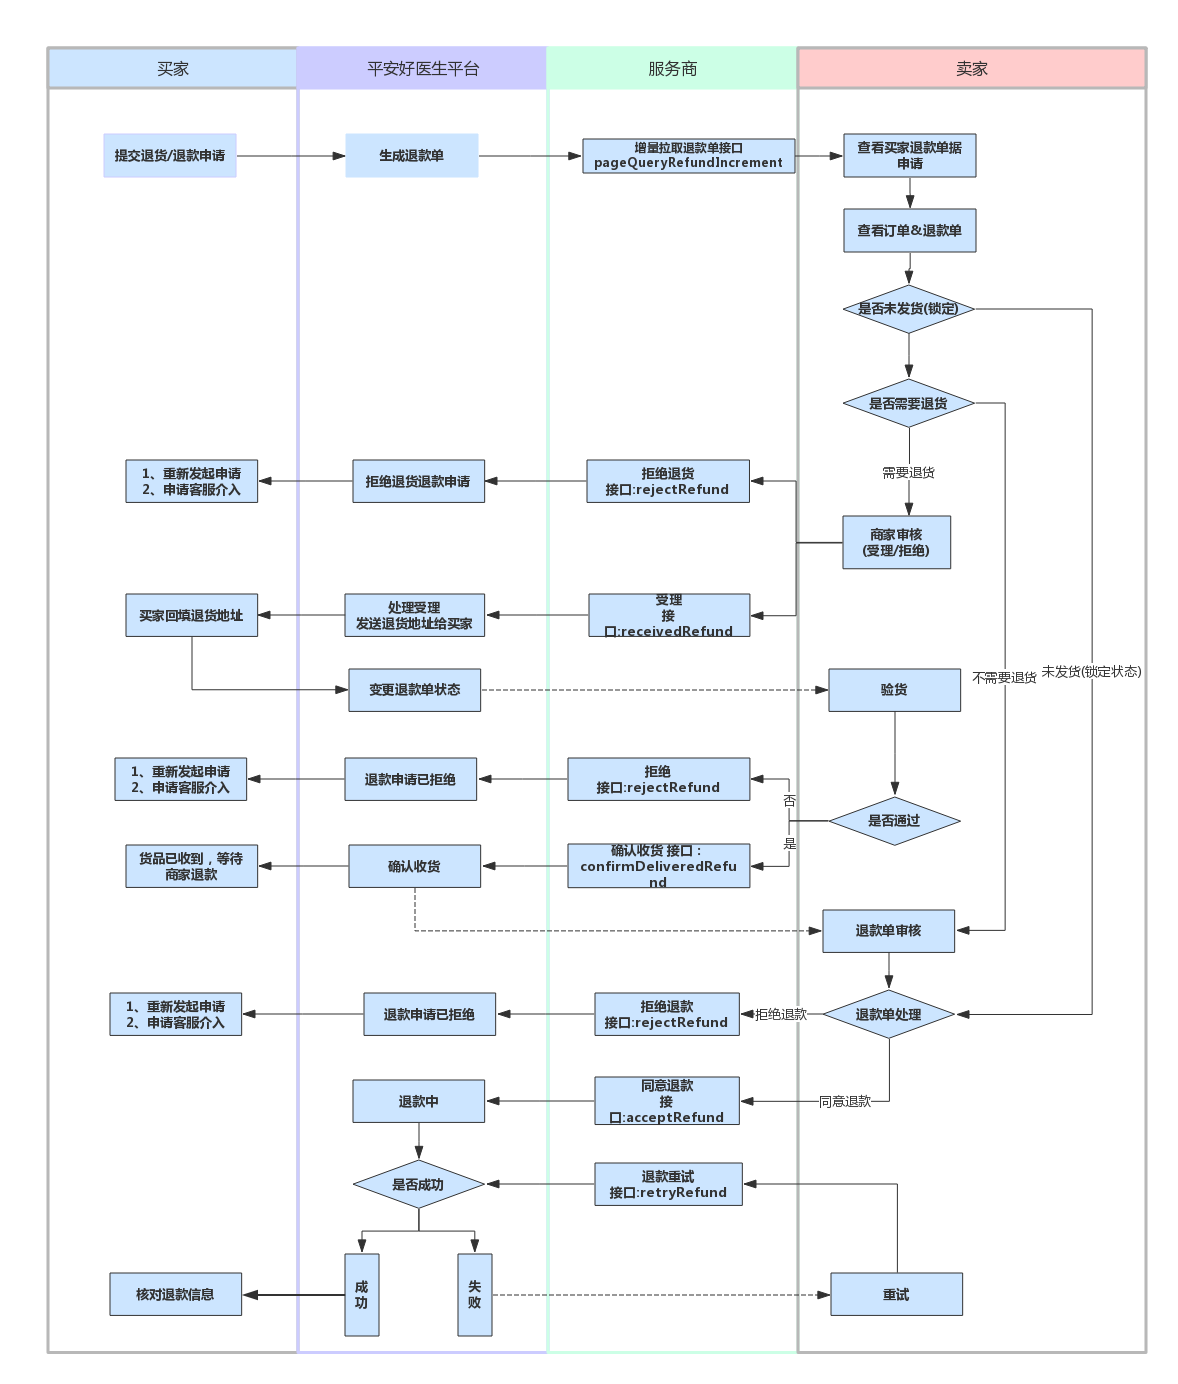 买家
平安好医生平台
服务商
卖家
提交退货/退款申请
生成退款单
增量拉取退款单接口
pageQueryRefundIncrement
查看买家退款单据
申请
查看订单&退款单
是否未发货(锁定)
是否需要退货
需要退货
1、重新发起申请
2、申请客服介入
拒绝退货退款申请
拒绝退货
接口:rejectRefund
商家审核
(受理/拒绝)
买家回填退货地址
处理受理
发送退货地址给买家
受理
接
口:receivedRefund
变更退款单状态
验货
不需要退货
未发货(锁定状态)
1、重新发起申请
2、申请客服介入
退款申请已拒绝
拒绝
接口:rejectRefund
否
是否通过
是
货品已收到，等待
商家退款
确认收货
确认收货 接口：
confirmDeliveredRefu
nd
退款单审核
1、重新发起申请
2、申请客服介入
退款申请已拒绝
拒绝退款
接口:rejectRefund
拒绝退款
退款单处理
退款中
同意退款
接
口:acceptRefund
同意退款
是否成功
退款重试
接口:retryRefund
核对退款信息
成
功
失
败
重试